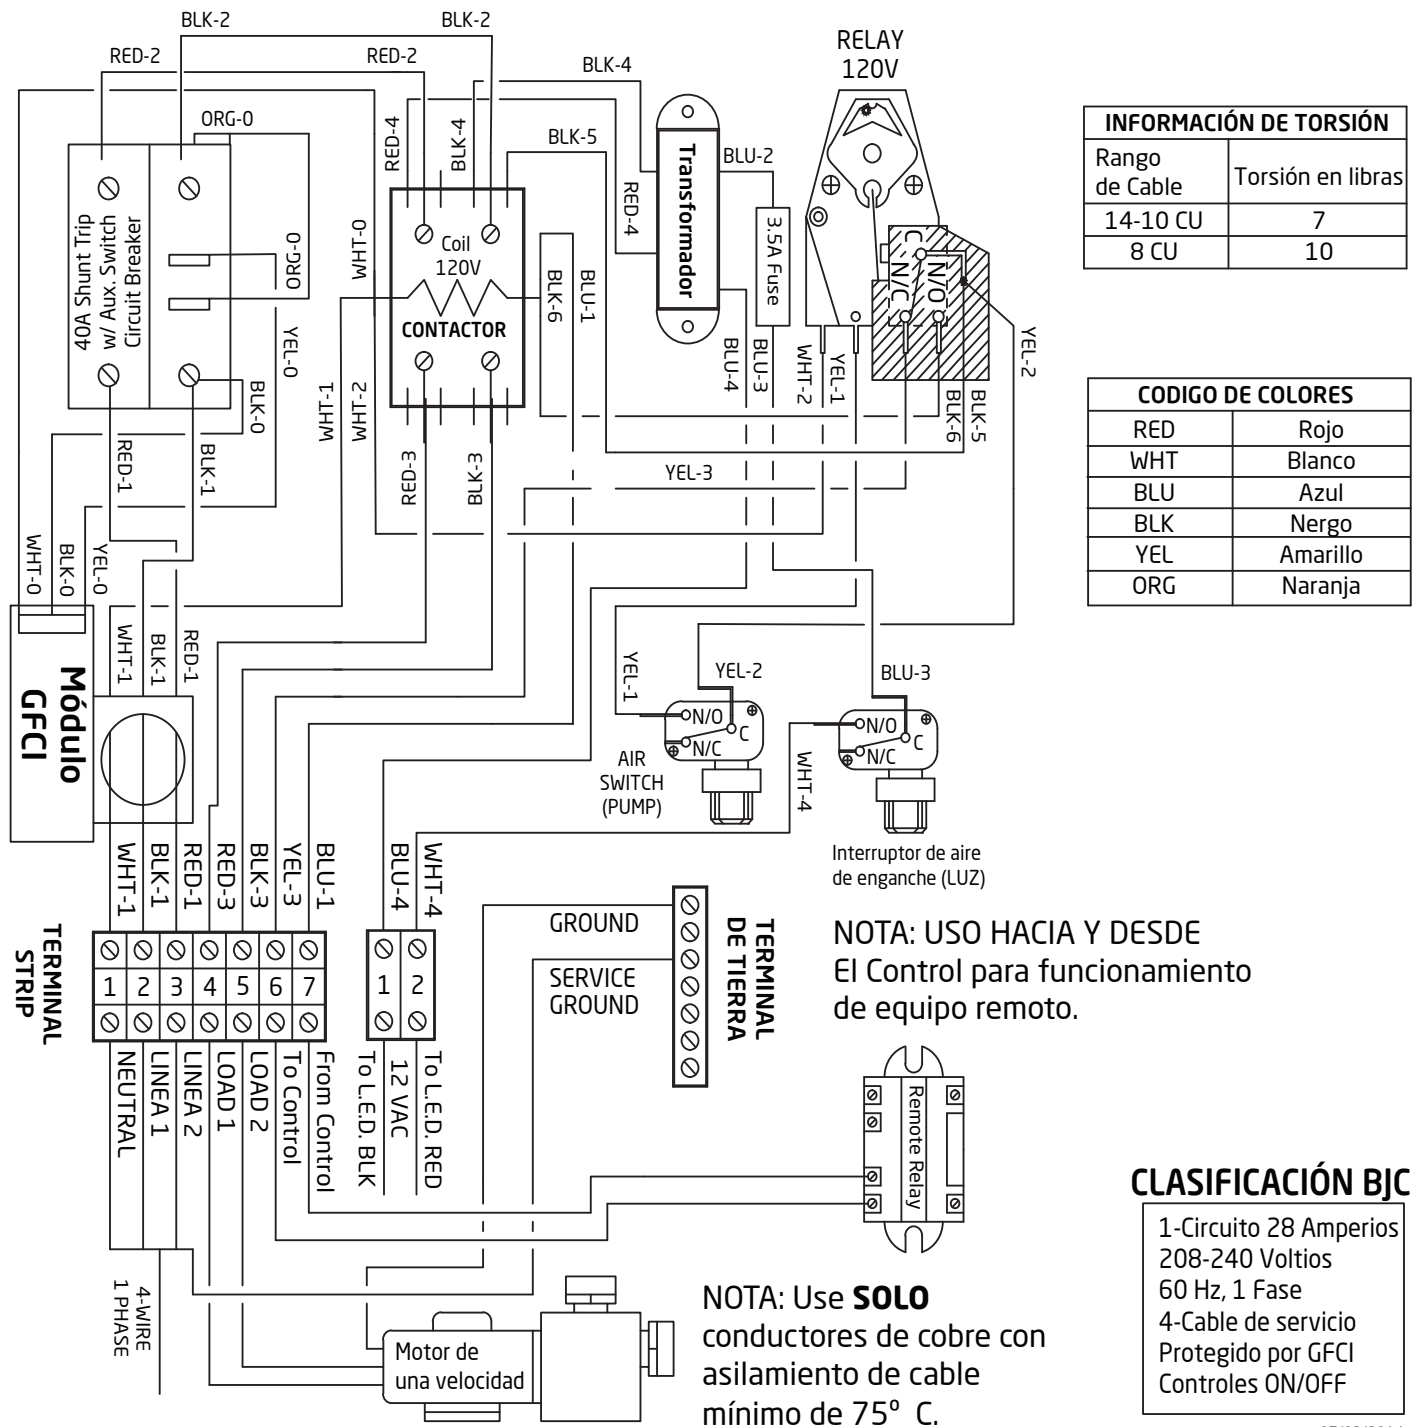 BLK-2
BLK-2
RED-2
RED-2
BLK-4
RELAY
120V
ORG-0
RED-4
BLK-4
BLK-5
BLU-2
Transformador
RED-4
3.5A Fuse
40A Shunt Trip
w/ Aux. Switch
Circuit Breaker
ORG-0
WHT-0
Coil
120V
CONTACTOR
BLK-6
BLU-1
C
N/C
N/O
YEL-0
BLK-0
WHT-1
WHT-2
BLU-4
BLU-3
WHT-2
YEL-1
YEL-2
BLK-6
BLK-5
RED-1
BLK-1
RED-3
BLK-3
YEL-3
WHT-0
BLK-0
YEL-0
WHT-1
BLK-1
RED-1
Módulo
GFCI
YEL-1
YEL-2
BLU-3
N/O
C
N/C
N/O
C
N/C
AIR
SWITCH
(PUMP)
WHT-4
Interruptor de aire
de enganche (LUZ)
WHT-1
BLK-1
RED-1
RED-3
BLK-3
YEL-3
BLU-1
BLU-4
WHT-4
TERMINAL
STRIP
1
2
3
4
5
6
7
1
2
NEUTRAL
LINEA 1
LINEA 2
LOAD 1
LOAD 2
To Control
From Control
To L.E.D. BLK
12 VAC
To L.E.D. RED
GROUND
SERVICE
GROUND
TERMINAL
DE TIERRA
NOTA: USO HACIA Y DESDE
El Control para funcionamiento
de equipo remoto.
Remote Relay
4-WIRE
1 PHASE
Motor de
una velocidad
NOTA: Use SOLO
conductores de cobre con
asilamiento de cable
mínimo de 75º C.
INFORMACIÓN DE TORSIÓN
Rango
de Cable
Torsión en libras
14-10 CU 7
8 CU 10
CODIGO DE COLORES
RED Rojo
WHT Blanco
BLU Azul
BLK Nergo
YEL Amarillo
ORG Naranja
CLASIFICACIÓN BJC
1-Circuito 28 Amperios
208-240 Voltios
60 Hz, 1 Fase
4-Cable de servicio
Protegido por GFCI
Controles ON/OFF